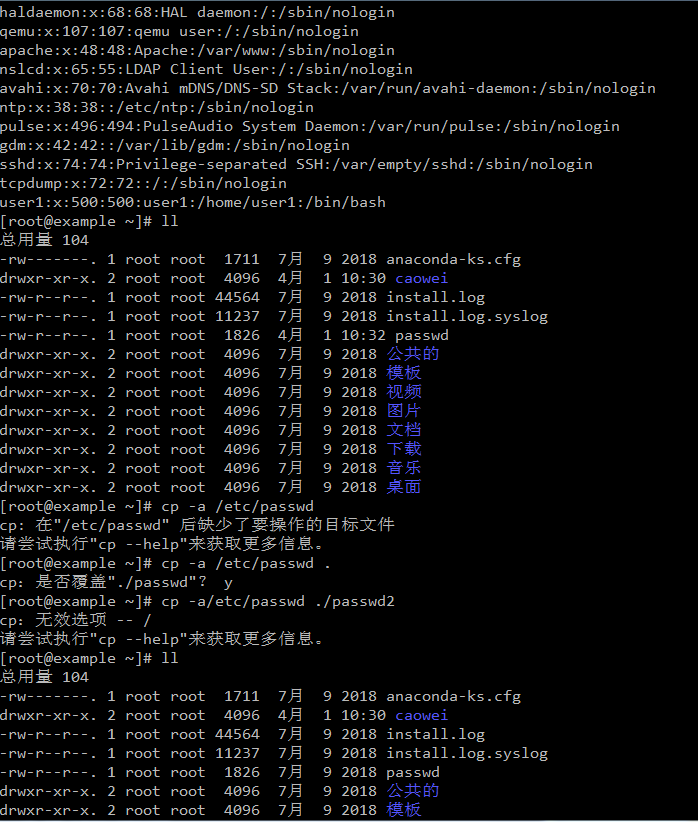 haldaemon:x:68:68:HAL daemon:/:/sbin/nologin
qemu:x:107:107:qemu user:/:/sbin/nologin
apache:x:48:48:Apache:/var/www:/sbin/nologin
nslcd:x:65:55:LDAP Client User:/:/sbin/nologin
avahi:x:70:70:Avahi mDNS/DNS-SD Stack:/var/run/avahi-daemon:/sbin/nologin
ntp:x:38:38::/etc/ntp:/sbin/nologin
pulse:x:496:494:PulseAudio System Daemon:/var/run/pulse:/sbin/nologin
gdm:x:42:42::/var/lib/gdm:/sbin/nologin
sshd:x:74:74:Privilege-separated SSH:/var/empty/sshd:/sbin/nologin
tcpdump:x:72:72::/:/sbin/nologin
user1:x:500:500:user1:/home/user1:/bin/bash
[root@example ~]# ll
总用量 104
-rw-------. 1 root root  1711  7月  9 2018 anaconda-ks.cfg
drwxr-xr-x. 2 root root  4096  4月  1 10:30 caowei
-rw-r--r--. 1 root root 44564  7月  9 2018 install.log
-rw-r--r--. 1 root root 11237  7月  9 2018 install.log.syslog
-rw-r--r--. 1 root root  1826  4月  1 10:32 passwd
drwxr-xr-x. 2 root root  4096  7月  9 2018 公共的
drwxr-xr-x. 2 root root  4096  7月  9 2018 模板
drwxr-xr-x. 2 root root  4096  7月  9 2018 视频
drwxr-xr-x. 2 root root  4096  7月  9 2018 图片
drwxr-xr-x. 2 root root  4096  7月  9 2018 文档
drwxr-xr-x. 2 root root  4096  7月  9 2018 下载
drwxr-xr-x. 2 root root  4096  7月  9 2018 音乐
drwxr-xr-x. 2 root root  4096  7月  9 2018 桌面
[root@example ~]# cp -a /etc/passwd
cp: 在"/etc/passwd" 后缺少了要操作的目标文件
请尝试执行"cp --help"来获取更多信息。
[root@example ~]# cp -a /etc/passwd .
cp：是否覆盖"./passwd"？ y
[root@example ~]# cp -a/etc/passwd ./passwd2
cp：无效选项 -- /
请尝试执行"cp --help"来获取更多信息。
[root@example ~]# ll
总用量 104
-rw-------. 1 root root  1711  7月  9 2018 anaconda-ks.cfg
drwxr-xr-x. 2 root root  4096  4月  1 10:30 caowei
-rw-r--r--. 1 root root 44564  7月  9 2018 install.log
-rw-r--r--. 1 root root 11237  7月  9 2018 install.log.syslog
-rw-r--r--. 1 root root  1826  7月  9 2018 passwd
drwxr-xr-x. 2 root root  4096  7月  9 2018 公共的
drwxr-xr-x. 2 root root  4096  7月  9 2018 模板